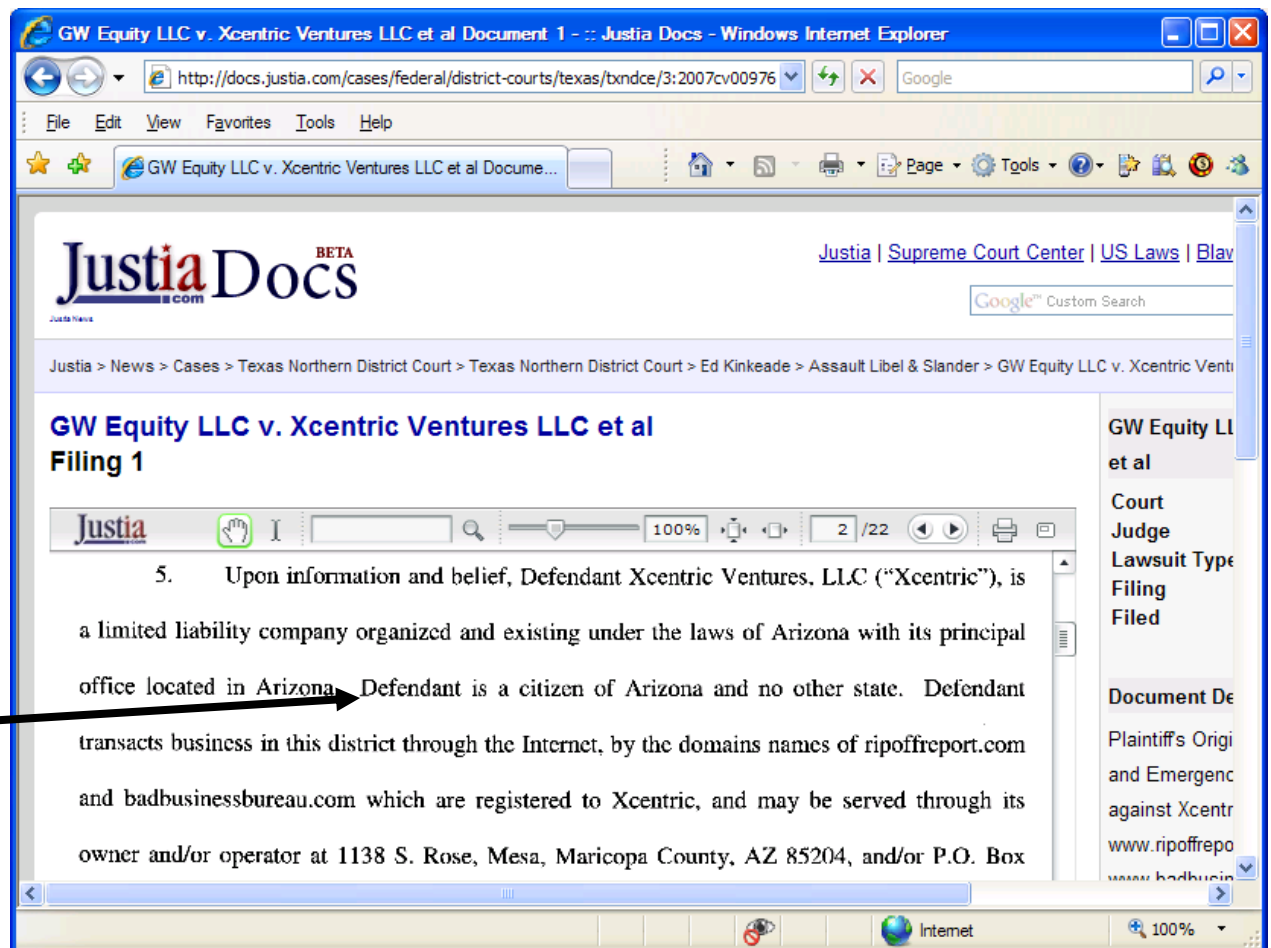 GW Equity LLC v. Xcentric Ventures LLC et al Document 1 - :: Justia Docs - Windows Internet Explorer
http://docs.justia.com/cases/federal/district-courts/texas/txndce/3:2007cv00976
Google
File Edit View Favorites Tools Help
GW Equity LLC v. Xcentric Ventures LLC et al Docume...
Page Tools
Justia.com Docs BETA
Justia News
Justia | Supreme Court Center | US Laws | Blaw
Google™ Custom Search
Justia > News > Cases > Texas Northern District Court > Texas Northern District Court > Ed Kinkeade > Assault Libel & Slander > GW Equity LLC v. Xcentric Ventu
GW Equity LLC v. Xcentric Ventures LLC et al
Filing 1
Justia 100% 2 /22
5. Upon information and belief, Defendant Xcentric Ventures, LLC (“Xcentric”), is
a limited liability company organized and existing under the laws of Arizona with its principal
office located in Arizona. Defendant is a citizen of Arizona and no other state. Defendant
transacts business in this district through the Internet, by the domains names of ripoffreport.com
and badbusinessbureau.com which are registered to Xcentric, and may be served through its
owner and/or operator at 1138 S. Rose, Mesa, Maricopa County, AZ 85204, and/or P.O. Box
GW Equity LL
et al
Court
Judge
Lawsuit Type
Filing
Filed
Document De
Plaintiff's Origi
and Emergenc
against Xcentr
www.ripoffrepo
www.badbusin
Internet 100%